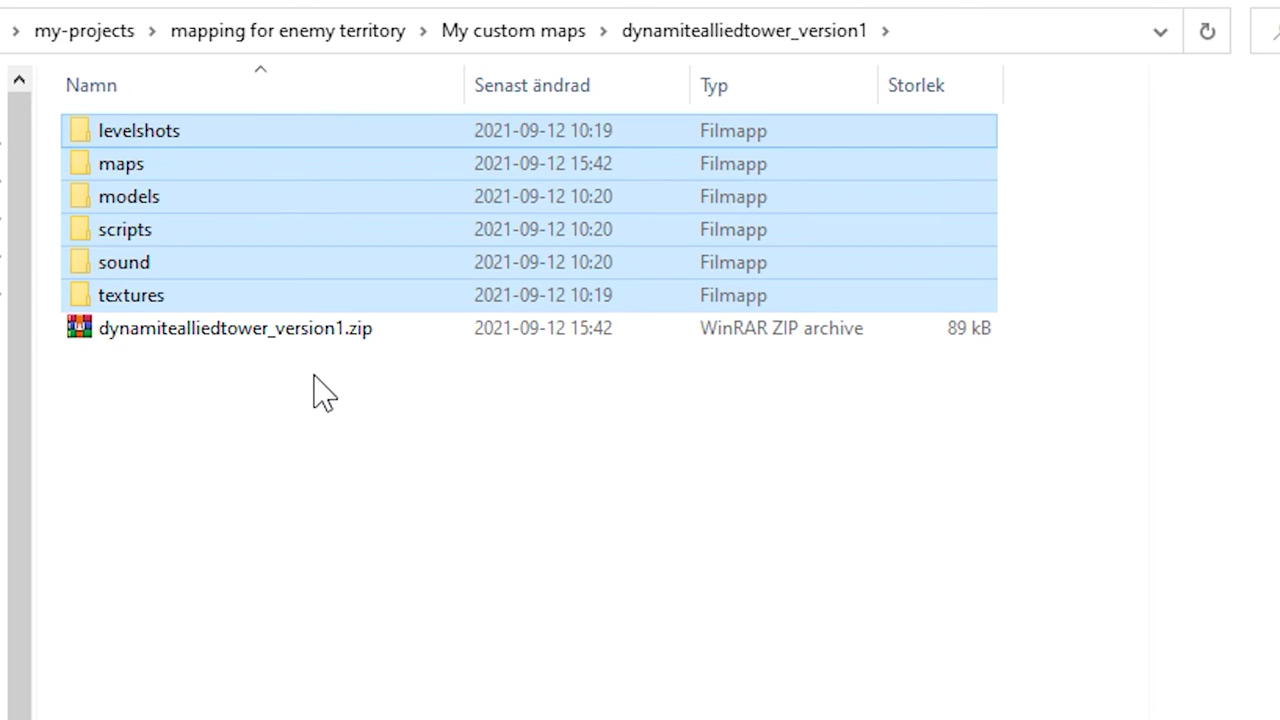 my-projects > mapping for enemy territory > My custom maps > dynamitealliedtower_version1 >
Namn Senast ändrad Typ Storlek
levelshots 2021-09-12 10:19 Filmapp
maps 2021-09-12 15:42 Filmapp
models 2021-09-12 10:20 Filmapp
scripts 2021-09-12 10:20 Filmapp
sound 2021-09-12 10:20 Filmapp
textures 2021-09-12 10:19 Filmapp
dynamitealliedtower_version1.zip 2021-09-12 15:42 WinRAR ZIP archive 89 kB